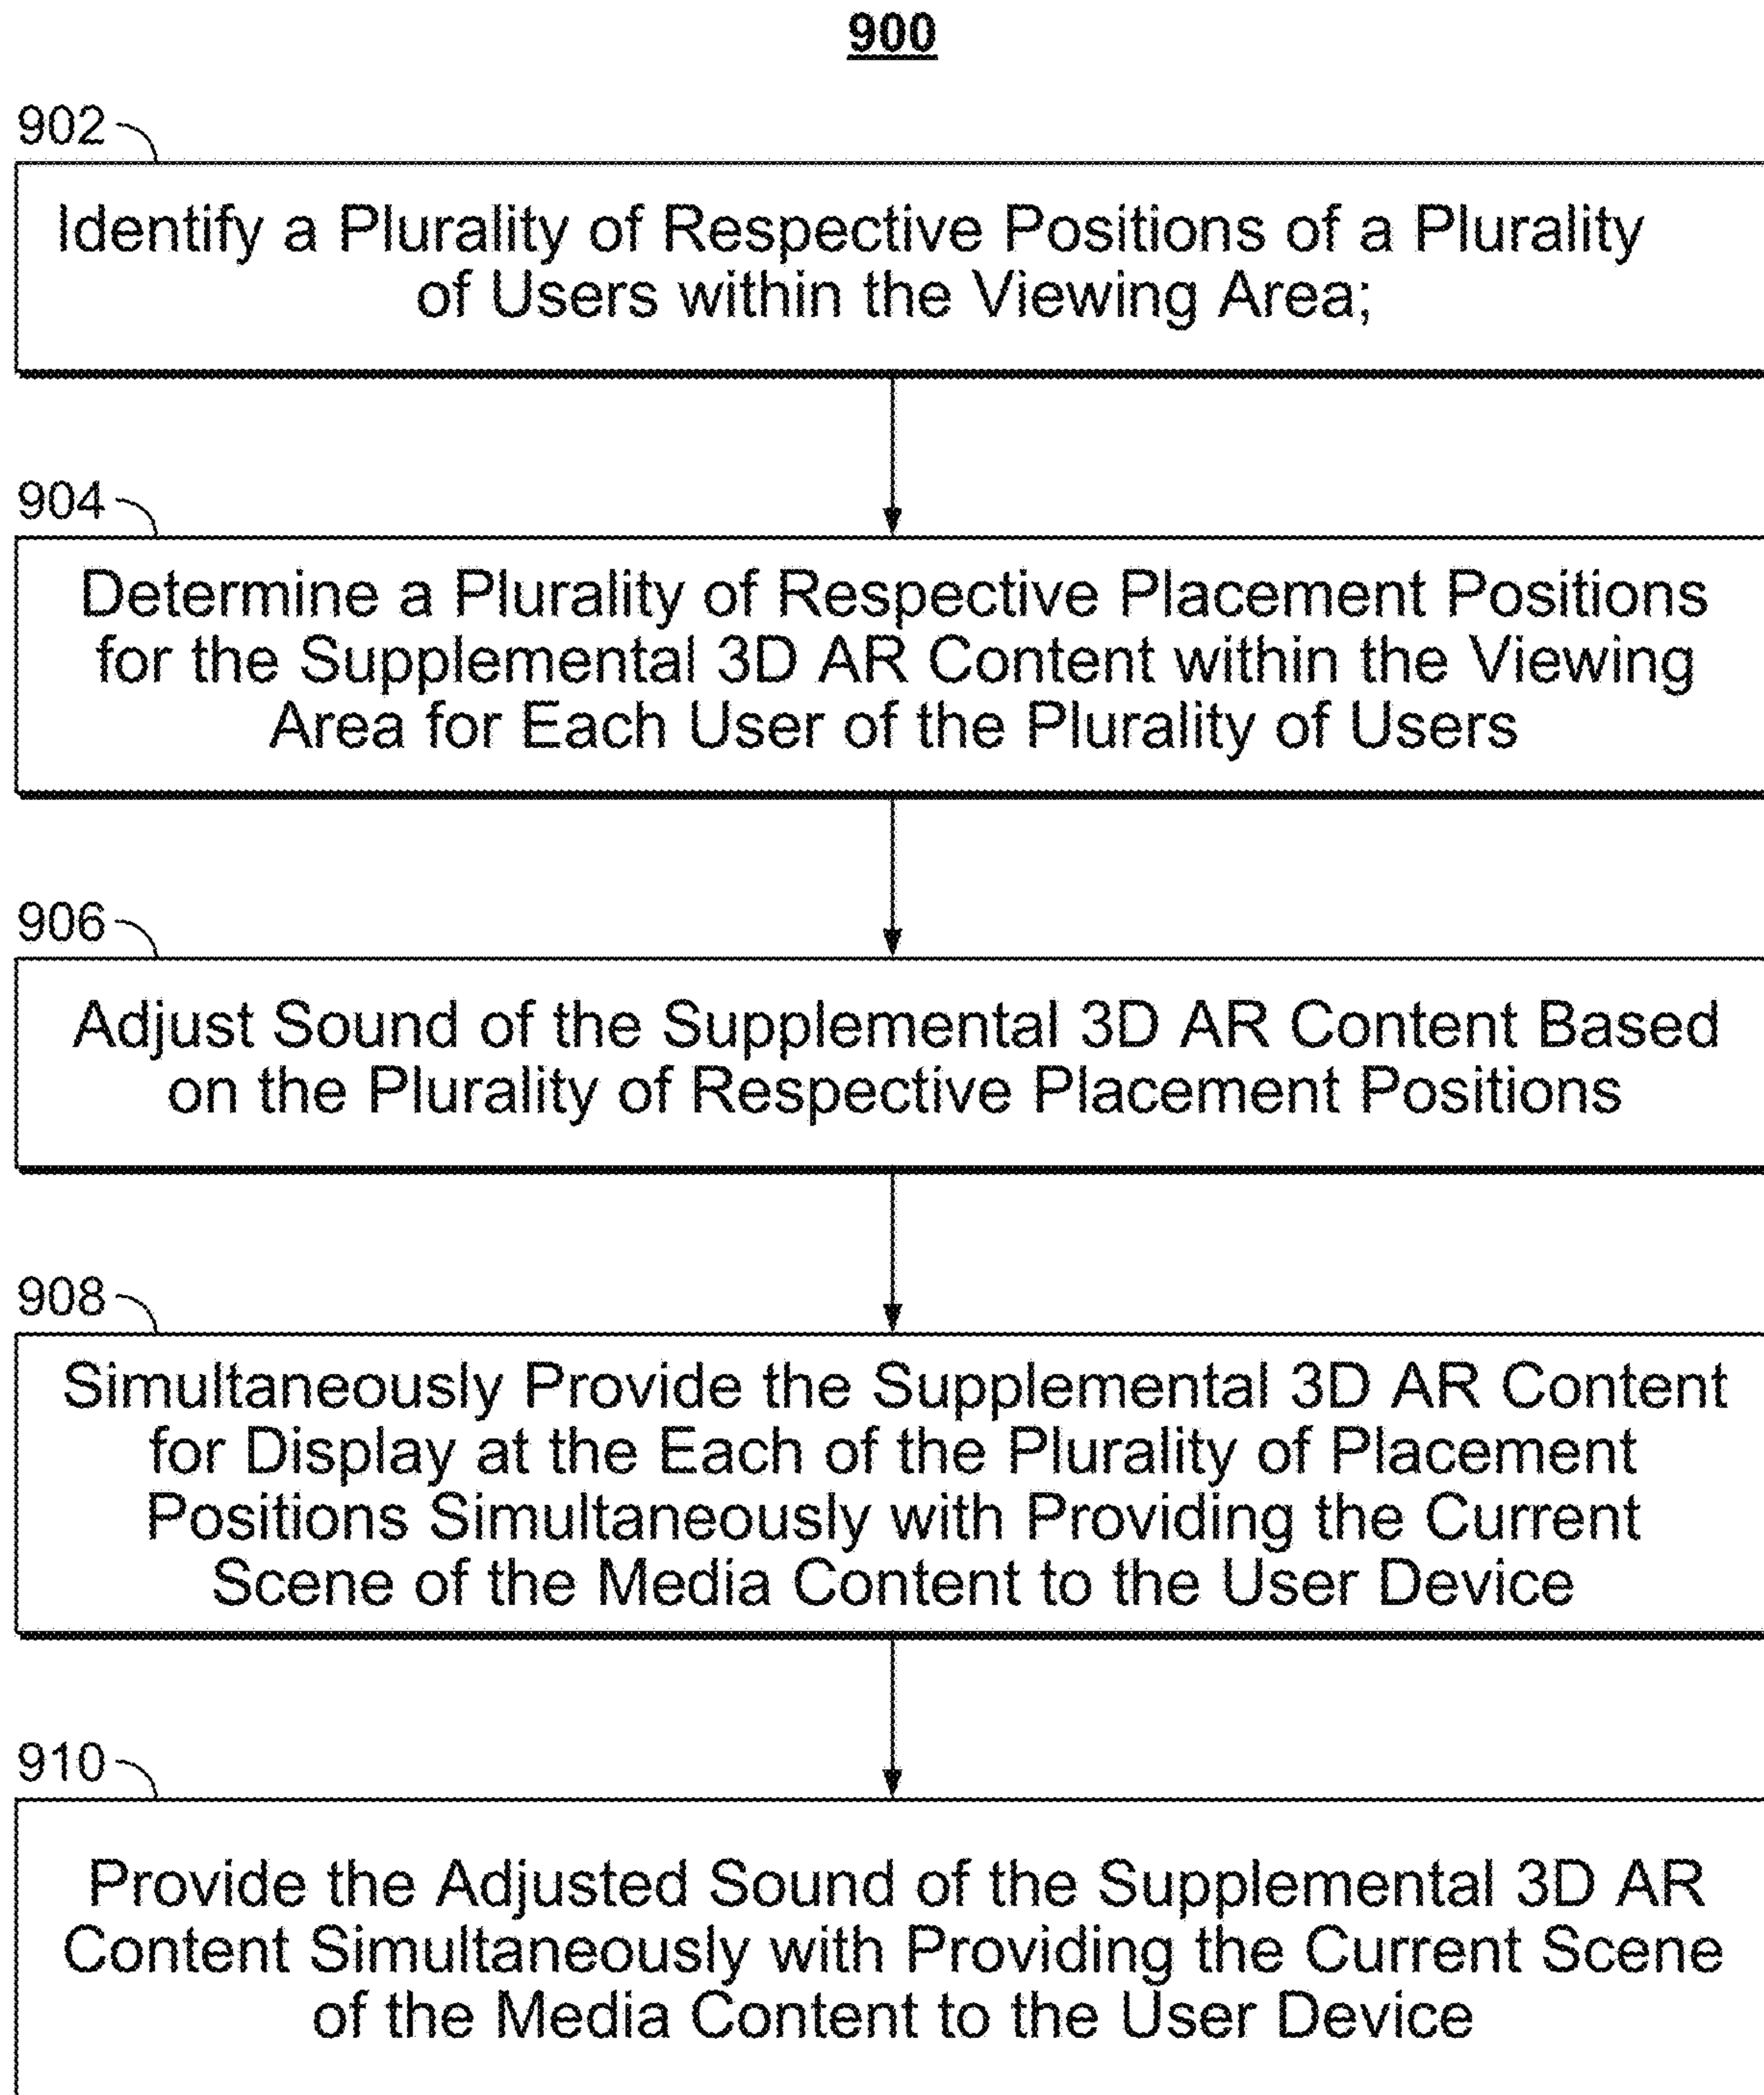 900
902
Identify a Plurality of Respective Positions of a Plurality
of Users within the Viewing Area;
904
Determine a Plurality of Respective Placement Positions
for the Supplemental 3D AR Content within the Viewing
Area for Each User of the Plurality of Users
906
Adjust Sound of the Supplemental 3D AR Content Based
on the Plurality of Respective Placement Positions
908
Simultaneously Provide the Supplemental 3D AR Content
for Display at the Each of the Plurality of Placement
Positions Simultaneously with Providing the Current
Scene of the Media Content to the User Device
910
Provide the Adjusted Sound of the Supplemental 3D AR
Content Simultaneously with Providing the Current Scene
of the Media Content to the User Device